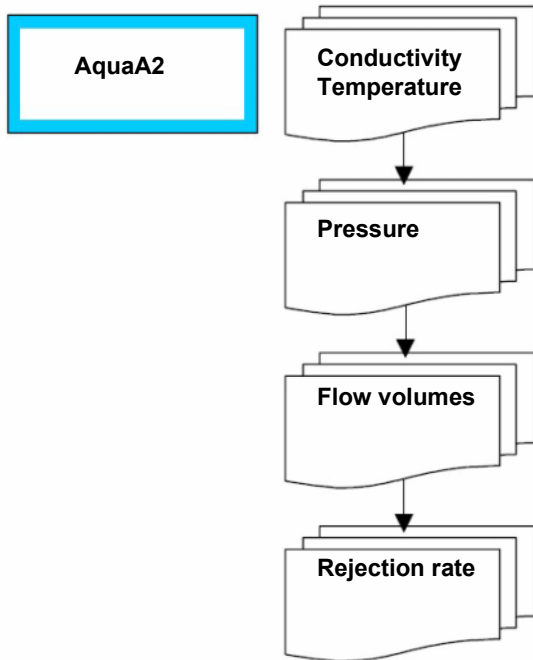 AquaA2
Conductivity
Temperature
Pressure
Flow volumes
Rejection rate